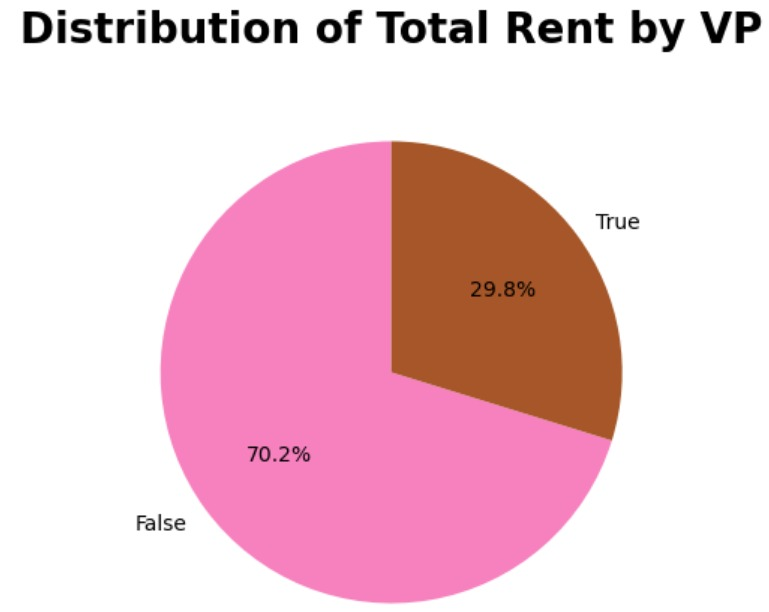 Distribution of Total Rent by VP
True
29.8%
70.2%
False